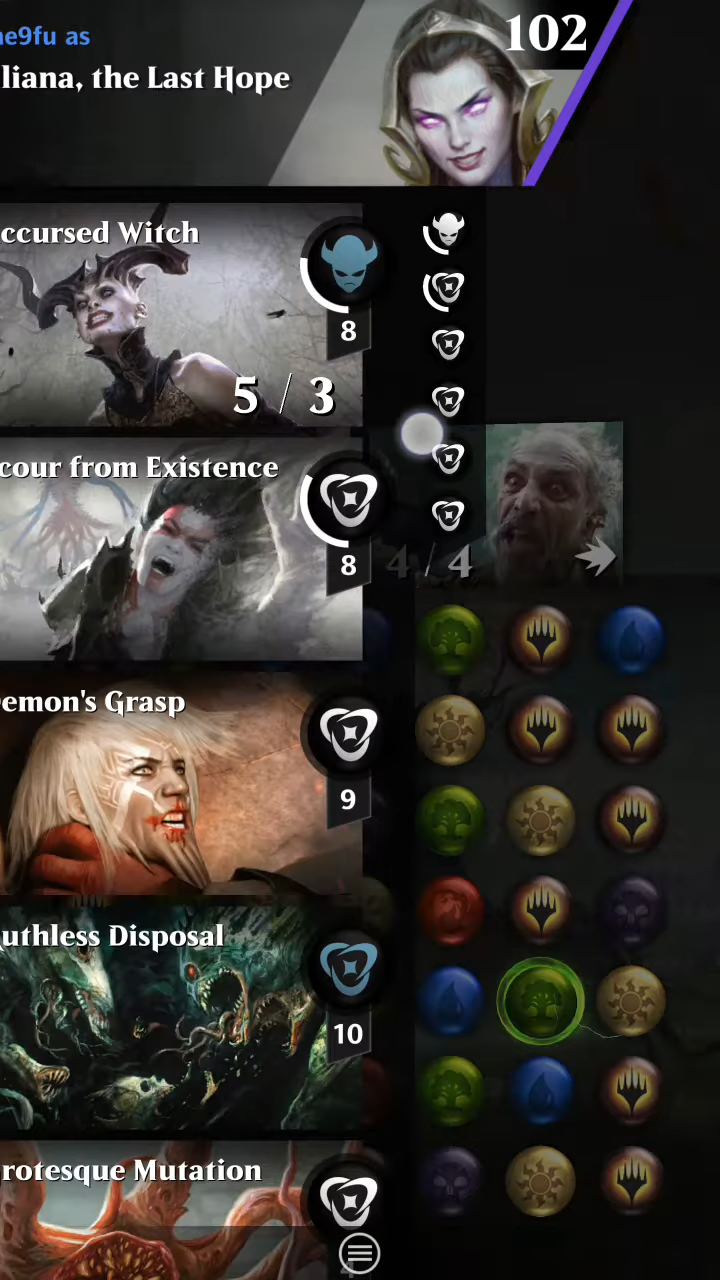 ne9fu as
liana, the Last Hope
102
ccursed Witch
8
5 / 3
cour from Existence
8
4 / 4
emon's Grasp
9
uthless Disposal
10
rotesque Mutation